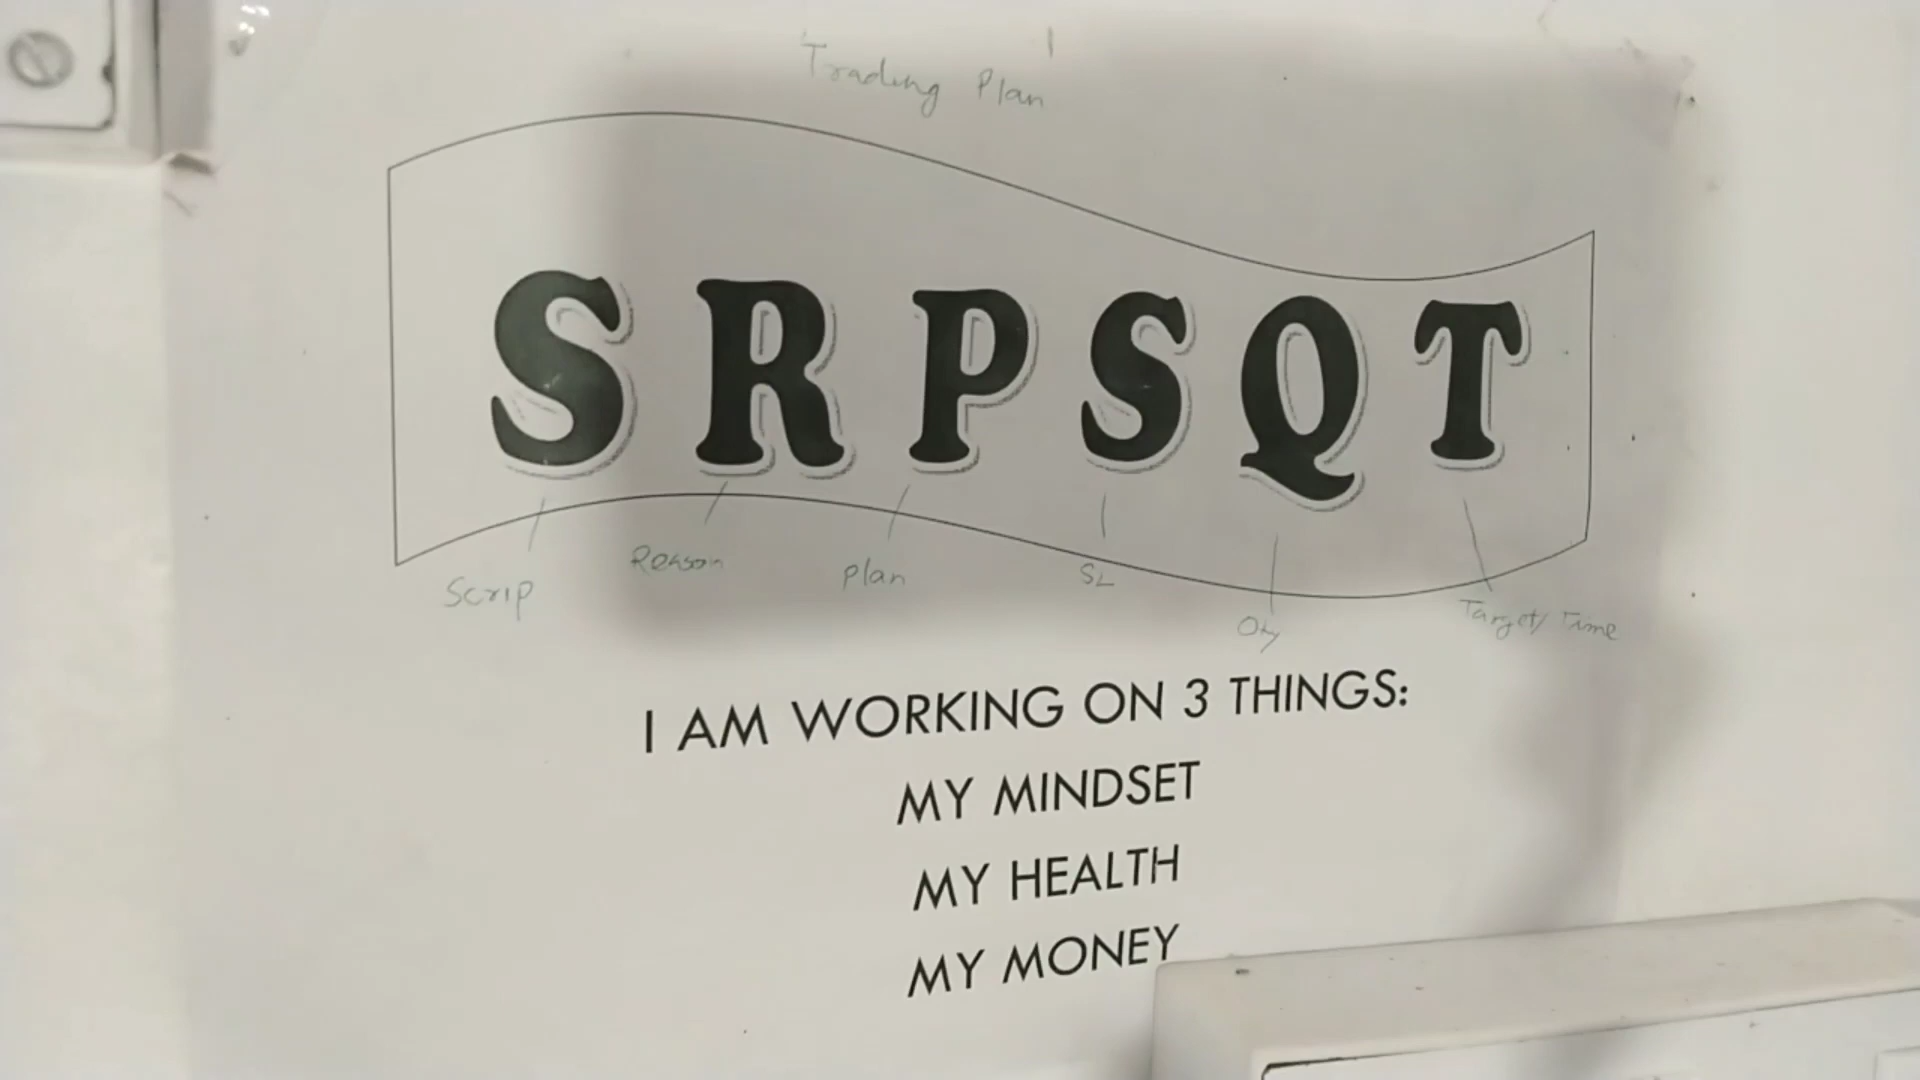 Trading Plan
SRPSQT
Scrip Reason Plan SL Qty Target/Time
I AM WORKING ON 3 THINGS:
MY MINDSET
MY HEALTH
MY MONEY